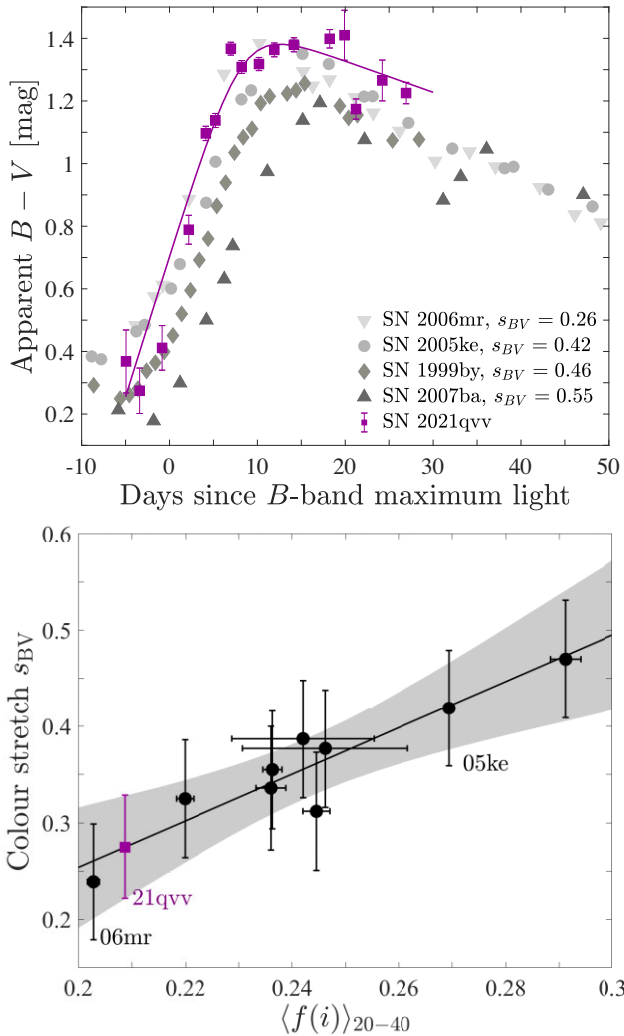 Apparent B − V [mag]
1.4
1.2
1
0.8
0.6
0.4
0.2
SN 2006mr, s_BV = 0.26
SN 2005ke, s_BV = 0.42
SN 1999by, s_BV = 0.46
SN 2007ba, s_BV = 0.55
SN 2021qvv
-10 0 10 20 30 40 50
Days since B-band maximum light
Colour stretch s_BV
0.6
0.5
0.4
0.3
0.2
05ke
21qvv
06mr
0.2 0.22 0.24 0.26 0.28 0.3
⟨f(i)⟩20−40